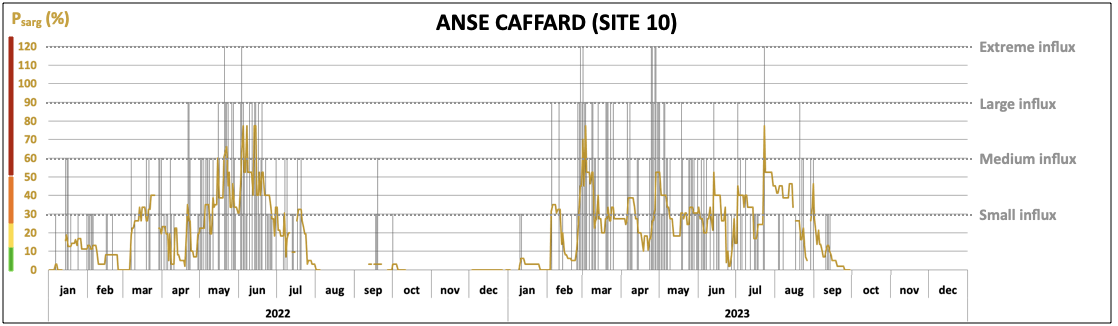 ANSE CAFFARD (SITE 10)
Psarg (%)
120
Extreme influx
110
100
90
Large influx
80
70
60
Medium influx
50
40
30
Small influx
20
10
0
jan feb mar apr may jun jul aug sep oct nov dec jan feb mar apr may jun jul aug sep oct nov dec
2022 2023